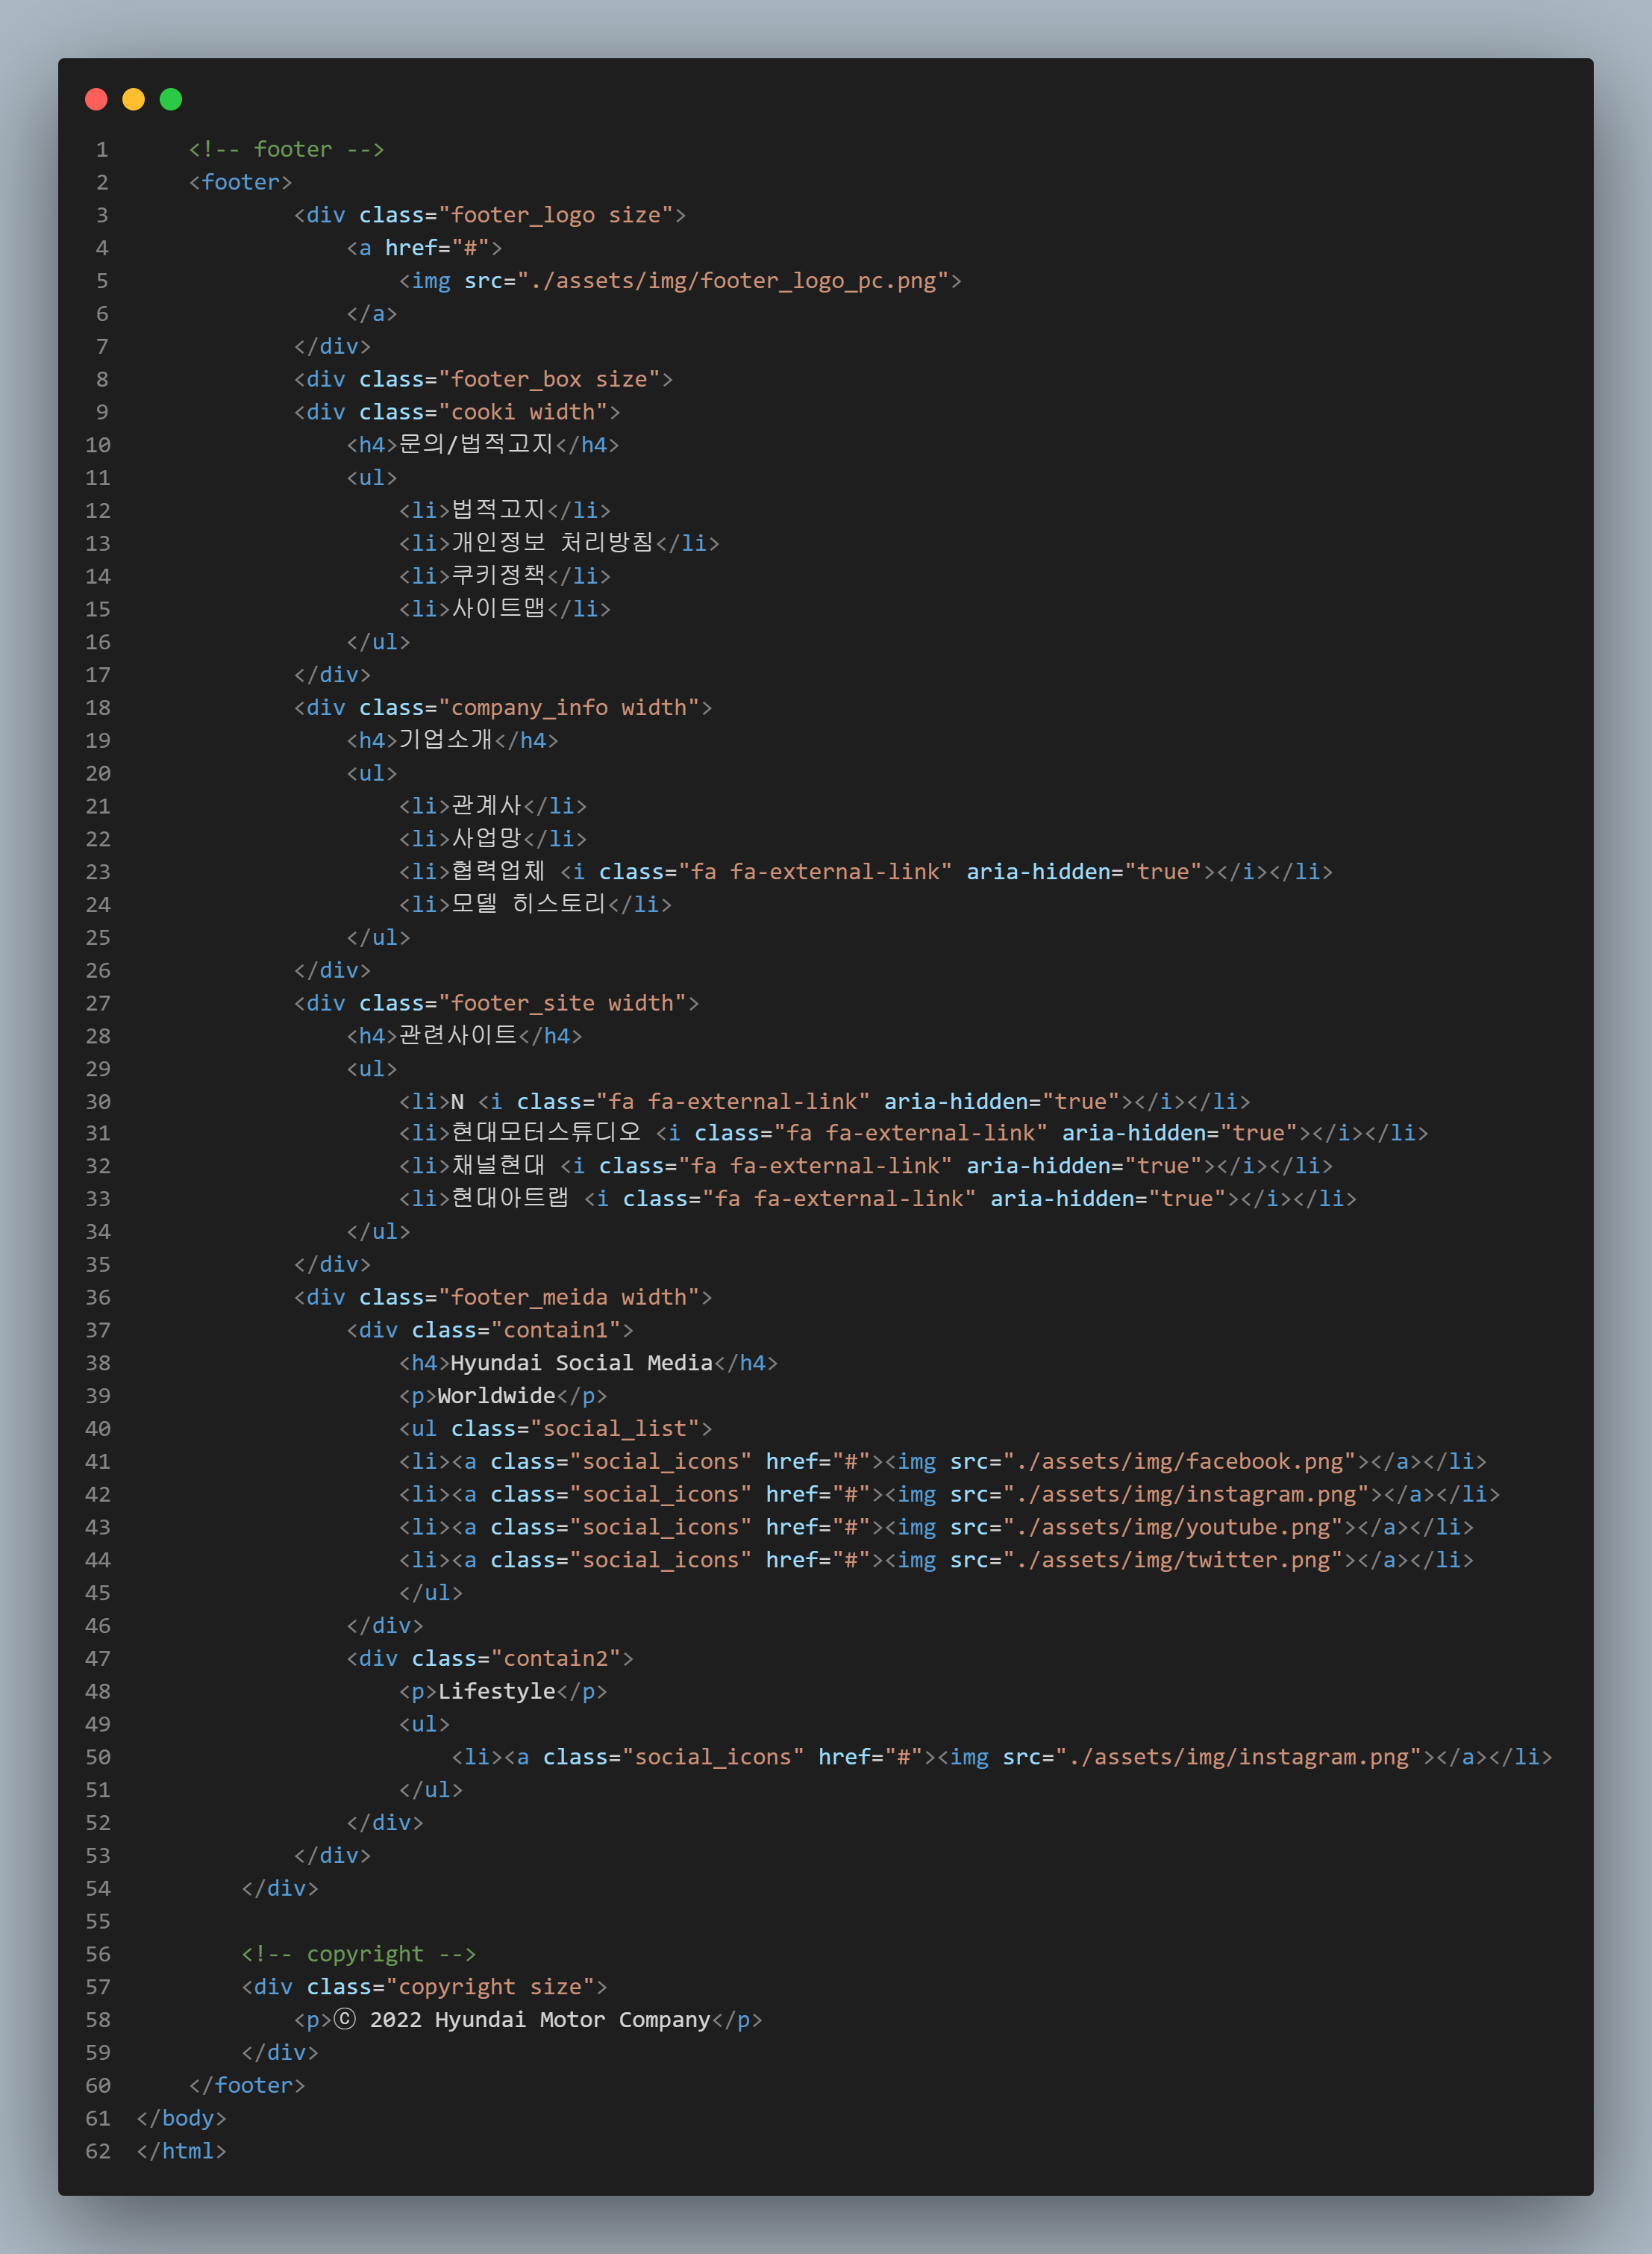 1 <!-- footer -->
2 <footer>
3 <div class="footer_logo size">
4 <a href="#">
5 <img src="./assets/img/footer_logo_pc.png">
6 </a>
7 </div>
8 <div class="footer_box size">
9 <div class="cooki width">
10 <h4>문의/법적고지</h4>
11 <ul>
12 <li>법적고지</li>
13 <li>개인정보 처리방침</li>
14 <li>쿠키정책</li>
15 <li>사이트맵</li>
16 </ul>
17 </div>
18 <div class="company_info width">
19 <h4>기업소개</h4>
20 <ul>
21 <li>관계사</li>
22 <li>사업망</li>
23 <li>협력업체 <i class="fa fa-external-link" aria-hidden="true"></i></li>
24 <li>모델 히스토리</li>
25 </ul>
26 </div>
27 <div class="footer_site width">
28 <h4>관련사이트</h4>
29 <ul>
30 <li>N <i class="fa fa-external-link" aria-hidden="true"></i></li>
31 <li>현대모터스튜디오 <i class="fa fa-external-link" aria-hidden="true"></i></li>
32 <li>채널현대 <i class="fa fa-external-link" aria-hidden="true"></i></li>
33 <li>현대아트랩 <i class="fa fa-external-link" aria-hidden="true"></i></li>
34 </ul>
35 </div>
36 <div class="footer_meida width">
37 <div class="contain1">
38 <h4>Hyundai Social Media</h4>
39 <p>Worldwide</p>
40 <ul class="social_list">
41 <li><a class="social_icons" href="#"><img src="./assets/img/facebook.png"></a></li>
42 <li><a class="social_icons" href="#"><img src="./assets/img/instagram.png"></a></li>
43 <li><a class="social_icons" href="#"><img src="./assets/img/youtube.png"></a></li>
44 <li><a class="social_icons" href="#"><img src="./assets/img/twitter.png"></a></li>
45 </ul>
46 </div>
47 <div class="contain2">
48 <p>Lifestyle</p>
49 <ul>
50 <li><a class="social_icons" href="#"><img src="./assets/img/instagram.png"></a></li>
51 </ul>
52 </div>
53 </div>
54 </div>
55
56 <!-- copyright -->
57 <div class="copyright size">
58 <p>ⓒ 2022 Hyundai Motor Company</p>
59 </div>
60 </footer>
61 </body>
62 </html>